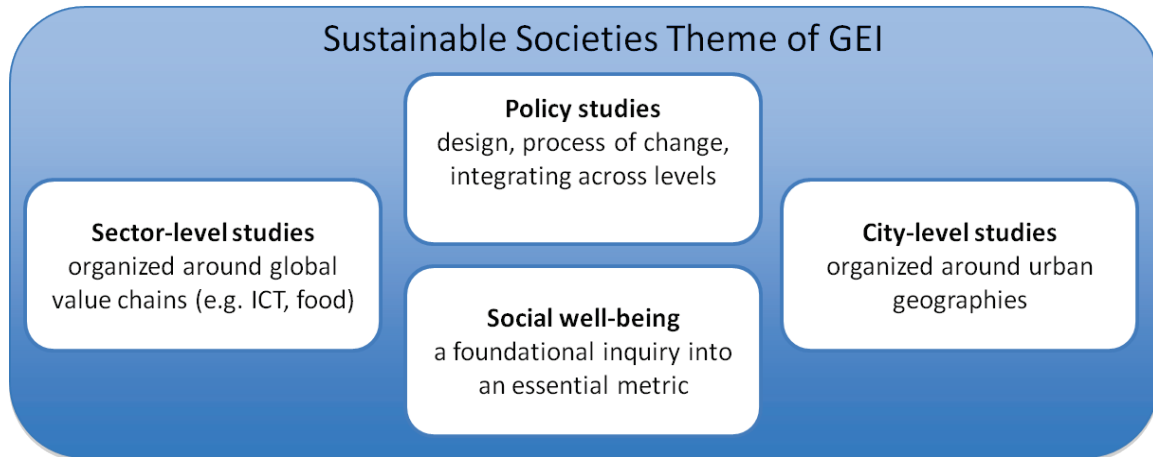 Sustainable Societies Theme of GEI
Policy studies
design, process of change,
integrating across levels
Sector-level studies
organized around global
value chains (e.g. ICT, food)
City-level studies
organized around urban
geographies
Social well-being
a foundational inquiry into
an essential metric